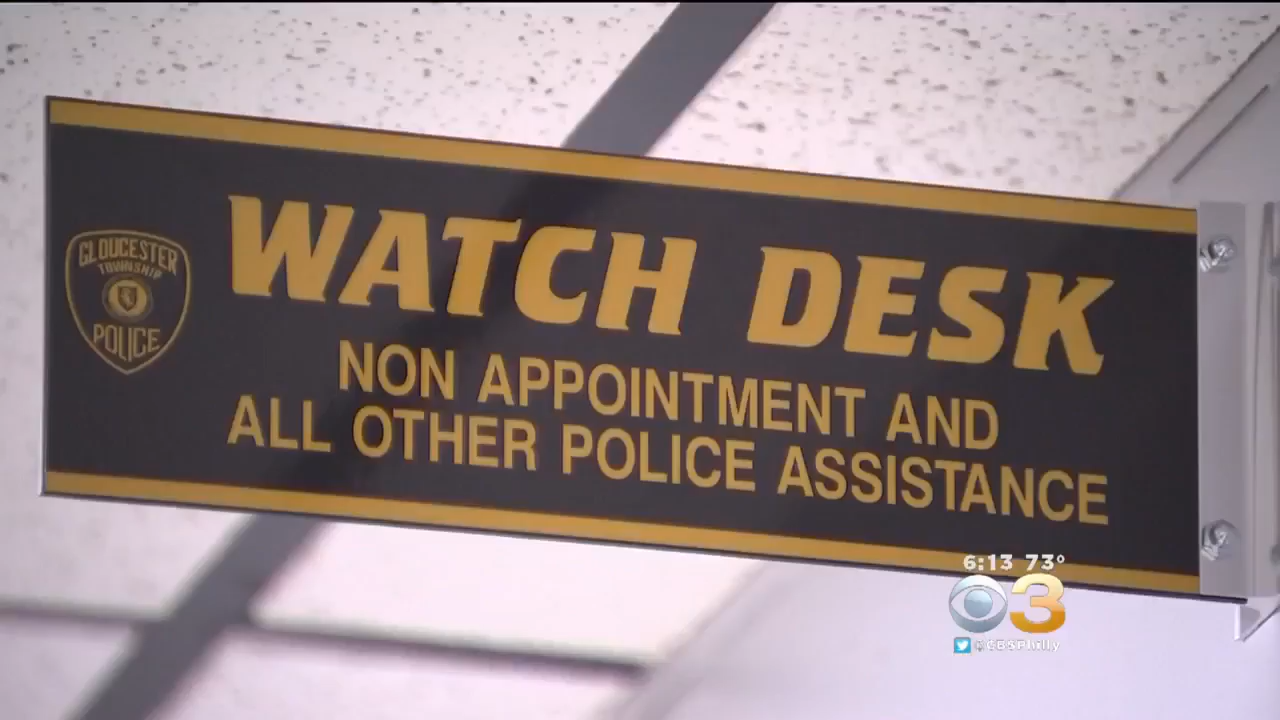 GLOUCESTER
TOWNSHIP
POLICE
WATCH DESK
NON APPOINTMENT AND
ALL OTHER POLICE ASSISTANCE
6:13 73°
3
@CBSPhilly